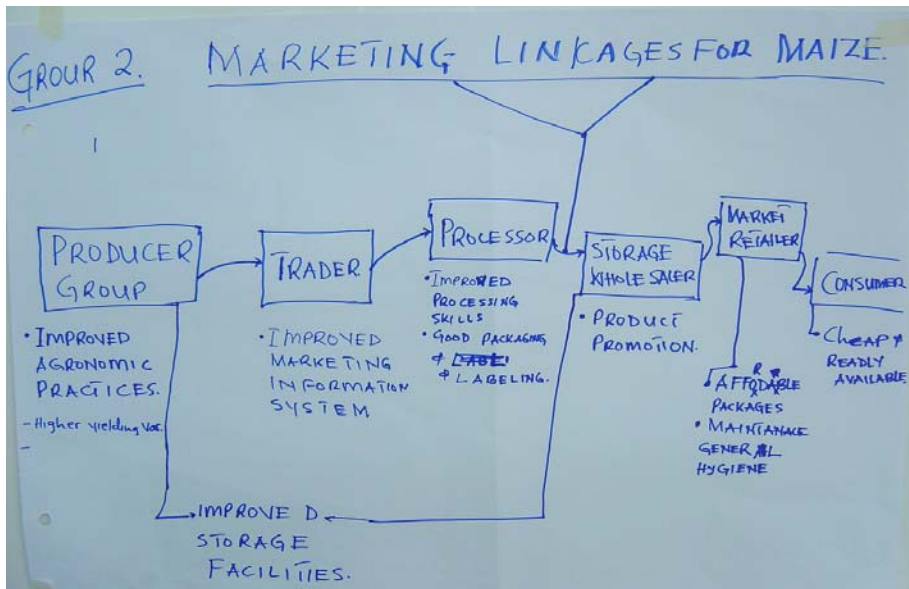 GROUP 2.
MARKETING LINKAGES FOR MAIZE.
1
PRODUCER
GROUP
• IMPROVED
AGRONOMIC
PRACTICES.
- Higher yielding Var.
-
TRADER
• IMPROVED
MARKETING
INFORMATION
SYSTEM
PROCESSOR
• IMPROVED
PROCESSING
SKILLS
• GOOD PACKAGING
& LABELING.
STORAGE
WHOLE SALER
• PRODUCT
PROMOTION.
MARKET
RETAILER
• AFFORDABLE
PACKAGES
• MAINTANACE
GENERAL
HYGIENE
CONSUMER
• CHEAP &
READLY
AVAILABLE.
IMPROVE D
STORAGE
FACILITIES.